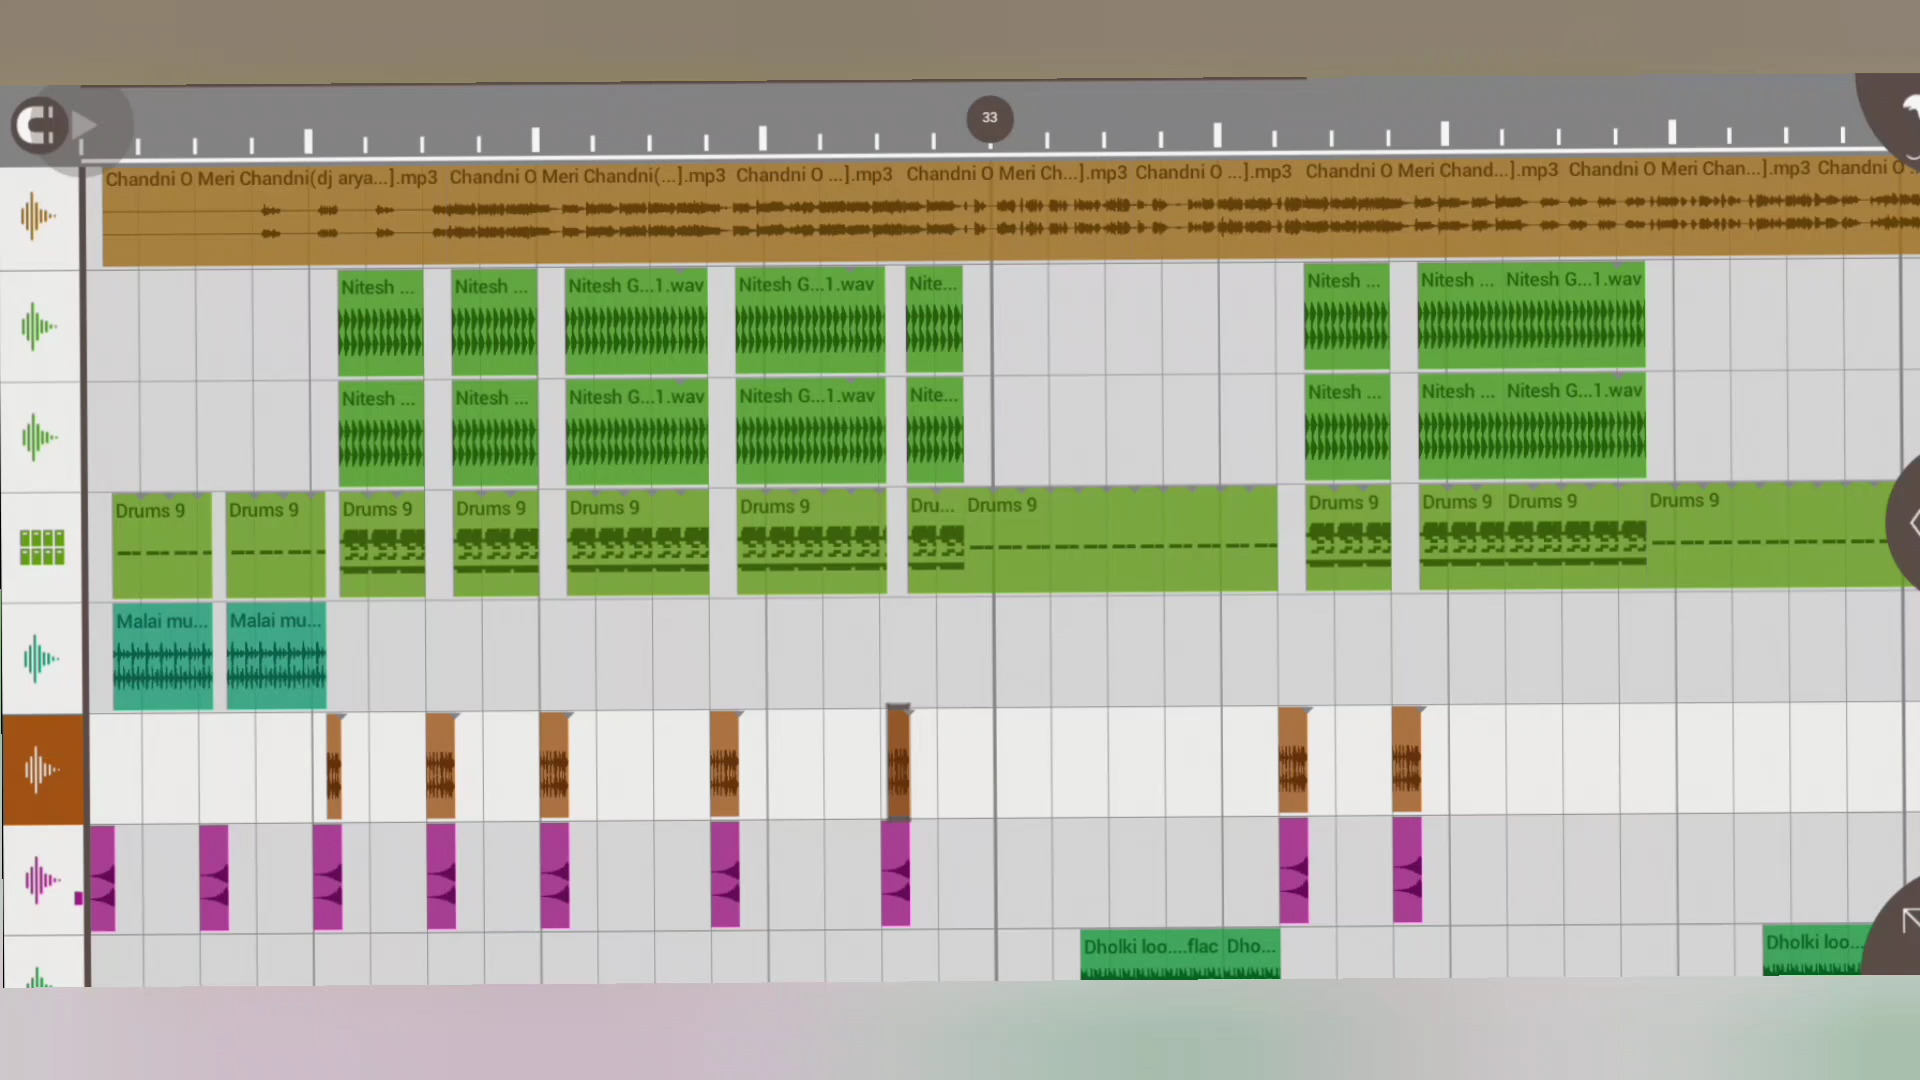 33
Chandni O Meri Chandni(dj arya...].mp3 Chandni O Meri Chandni(...].mp3 Chandni O ...].mp3 Chandni O Meri Ch...].mp3 Chandni O ...].mp3 Chandni O Meri Chand...].mp3 Chandni O Meri Chan...].mp3 Chandni O
Nitesh ... Nitesh ... Nitesh G...1.wav Nitesh G...1.wav Nite... Nitesh ... Nitesh ... Nitesh G...1.wav
Nitesh ... Nitesh ... Nitesh G...1.wav Nitesh G...1.wav Nite... Nitesh ... Nitesh ... Nitesh G...1.wav
Drums 9 Drums 9 Drums 9 Drums 9 Drums 9 Drums 9 Dru... Drums 9 Drums 9 Drums 9 Drums 9 Drums 9
Malai mu... Malai mu...
Dholki loo....flac Dho... Dholki loo...